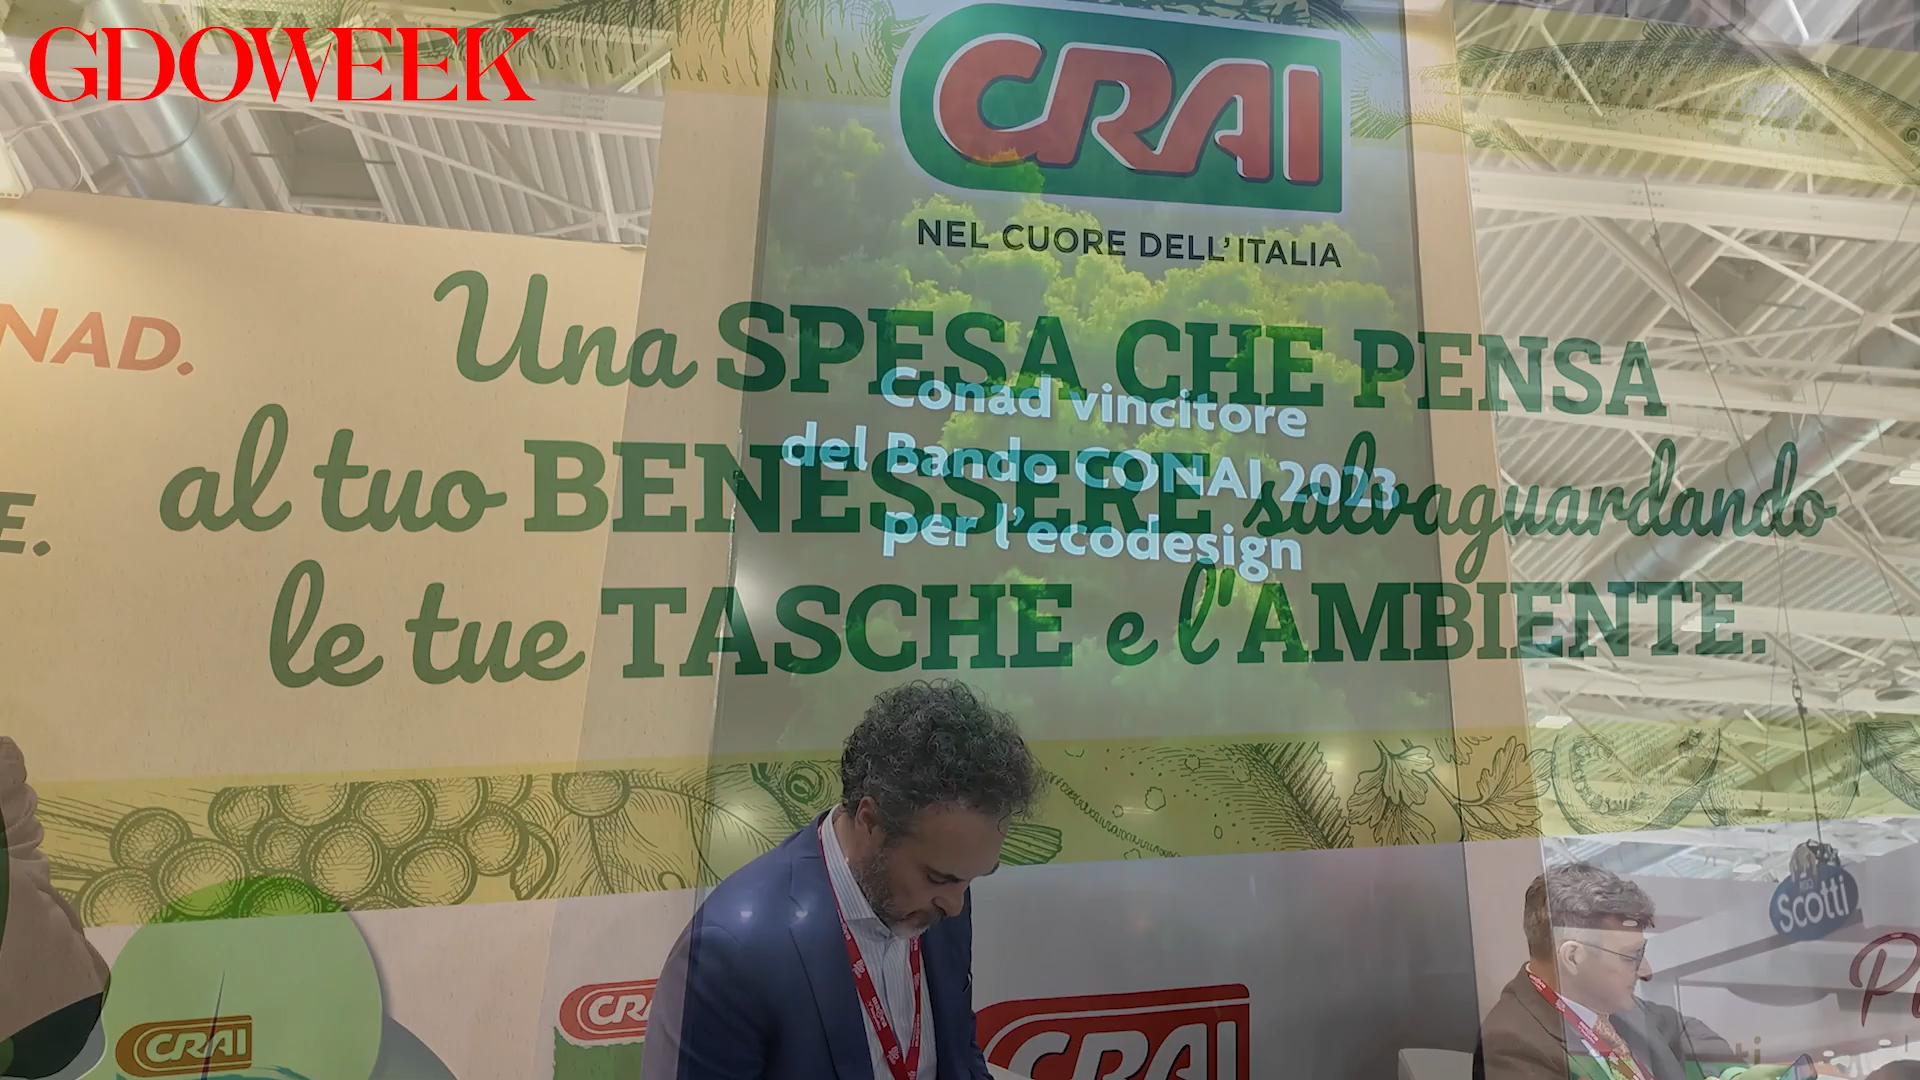 GDOWEEK
CRAI
NEL CUORE DELL'ITALIA
NAD.
Una SPESA CHE PENSA
Conad vincitore
del Bando CONAI 2023
per l'ecodesign
al tuo BENESSERE salvaguardando
E.
le tue TASCHE e l'AMBIENTE.
Scotti
CRAI
CRAI
CRAI